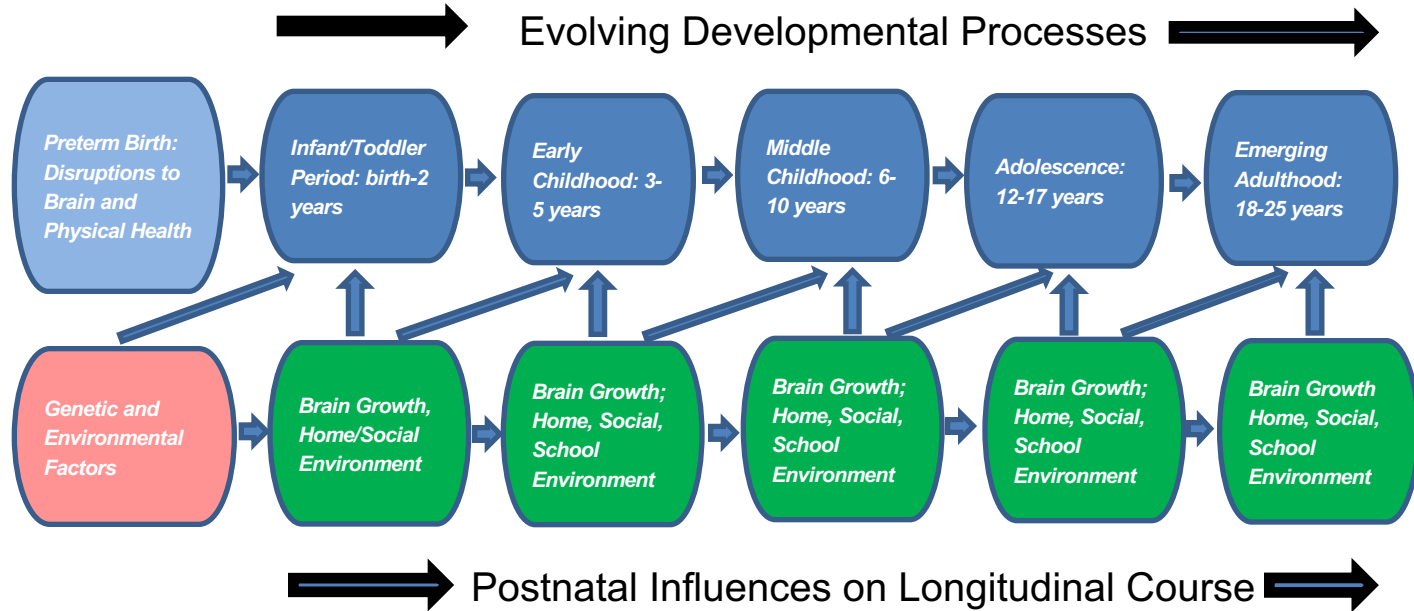 Evolving Developmental Processes
Preterm Birth:
Disruptions to
Brain and
Physical Health
Infant/Toddler
Period: birth-2
years
Early
Childhood: 3-
5 years
Middle
Childhood: 6-
10 years
Adolescence:
12-17 years
Emerging
Adulthood:
18-25 years
Genetic and
Environmental
Factors
Brain Growth,
Home/Social
Environment
Brain Growth;
Home, Social,
School
Environment
Brain Growth;
Home, Social,
School
Environment
Brain Growth;
Home, Social,
School
Environment
Brain Growth
Home, Social,
School
Environment
Postnatal Influences on Longitudinal Course